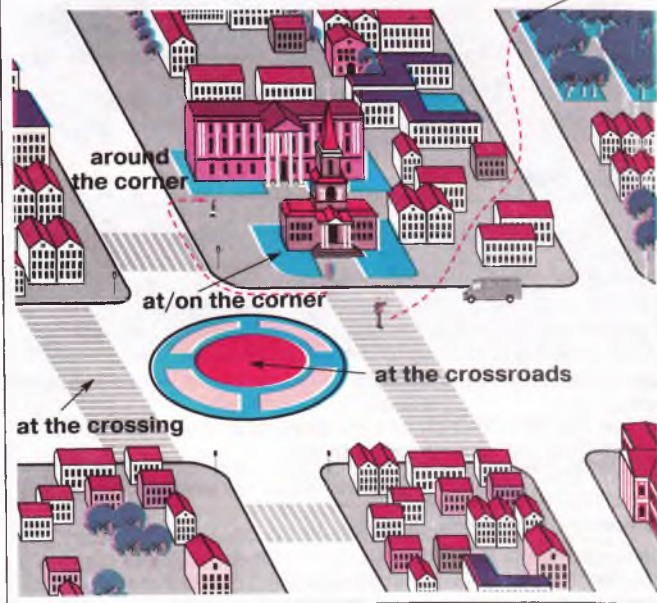 around
the corner
at/on the corner
at the crossroads
at the crossing